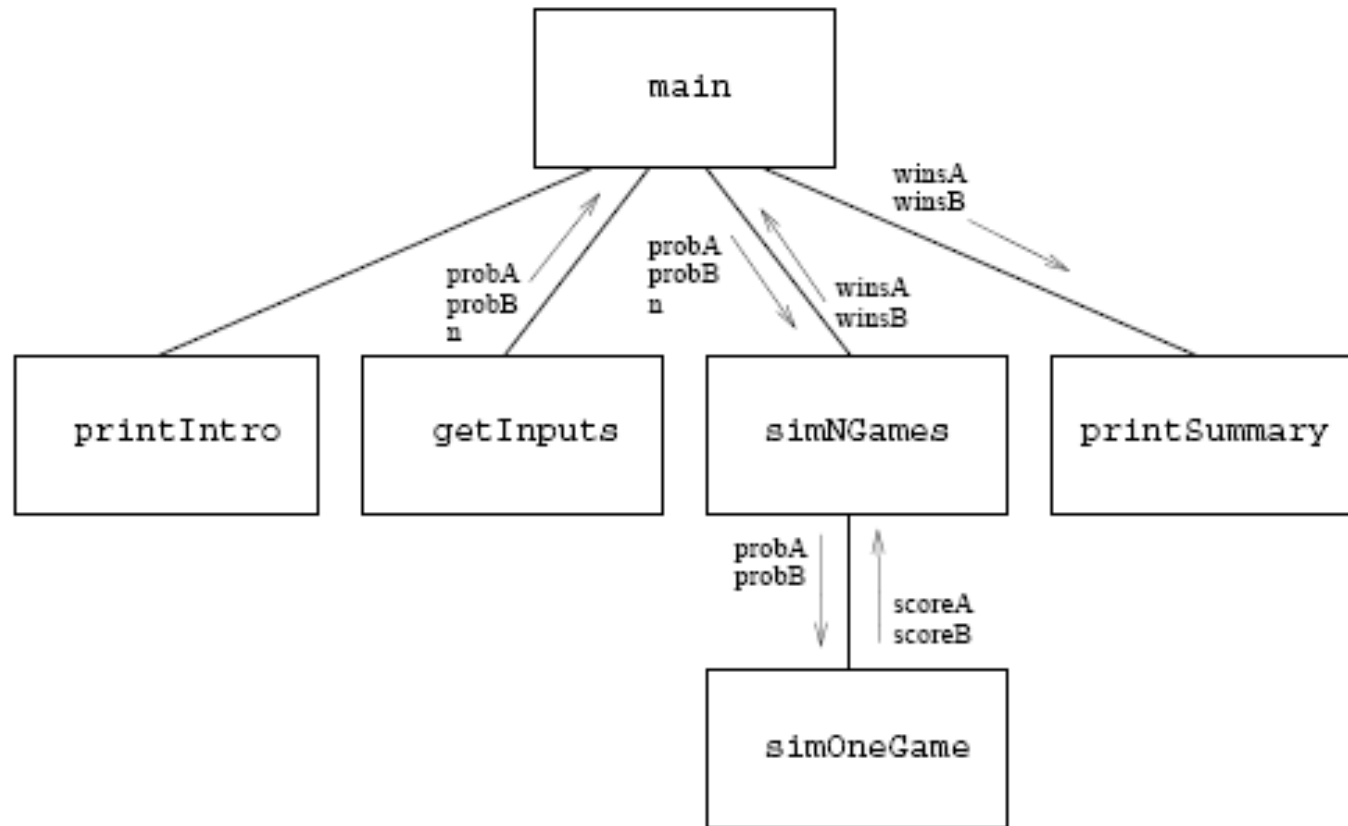 main
winsA
winsB
probA
probB
n
probA
probB
n
winsA
winsB
printIntro
getInputs
simNGames
printSummary
probA
probB
scoreA
scoreB
simOneGame